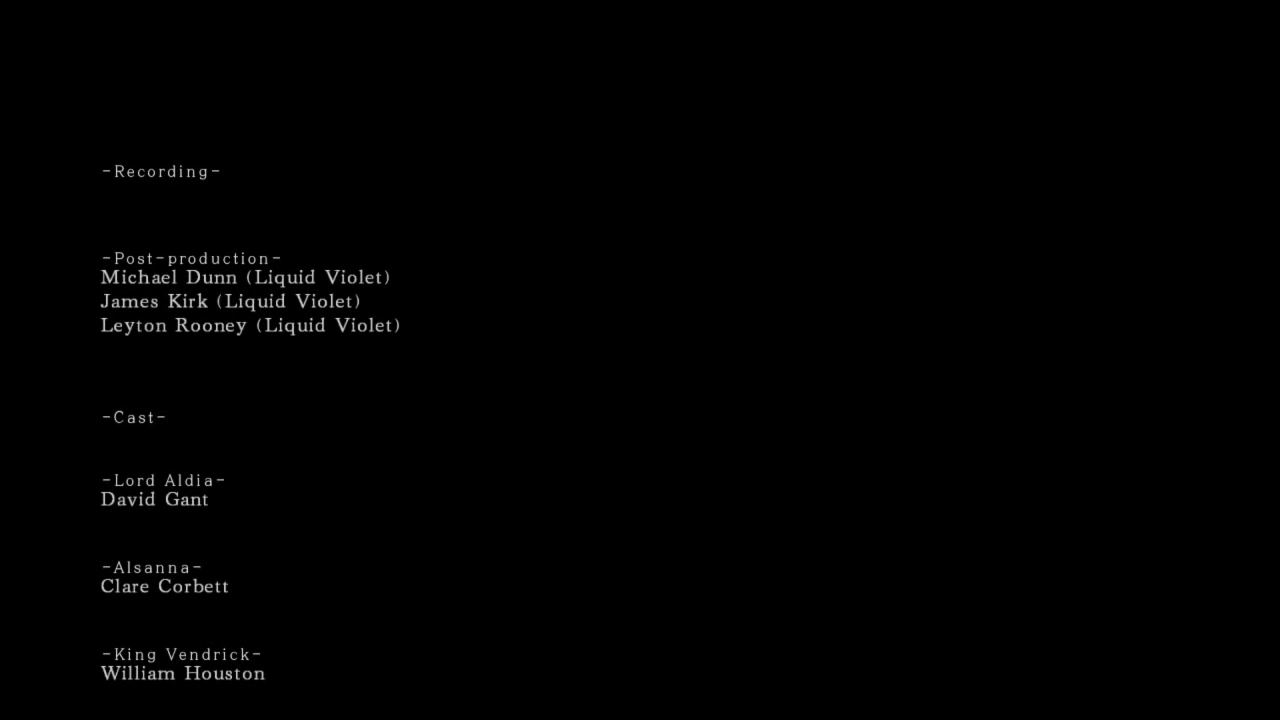 -Recording-
-Post-production-
Michael Dunn (Liquid Violet)
James Kirk (Liquid Violet)
Leyton Rooney (Liquid Violet)
-Cast-
-Lord Aldia-
David Gant
-Alsanna-
Clare Corbett
-King Vendrick-
William Houston